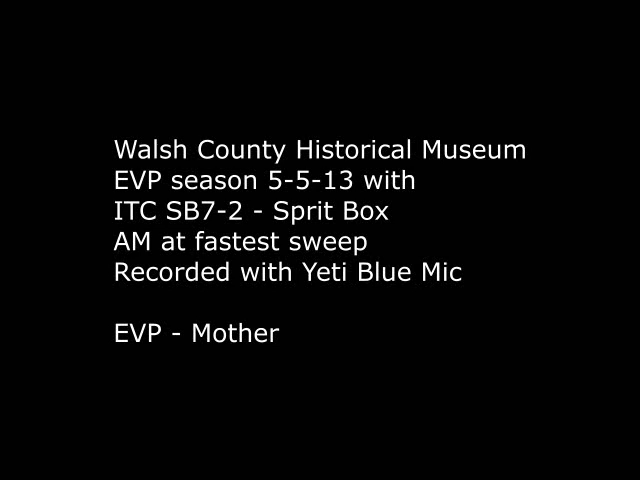 Walsh County Historical Museum
EVP season 5-5-13 with
ITC SB7-2 - Sprit Box
AM at fastest sweep
Recorded with Yeti Blue Mic
EVP - Mother